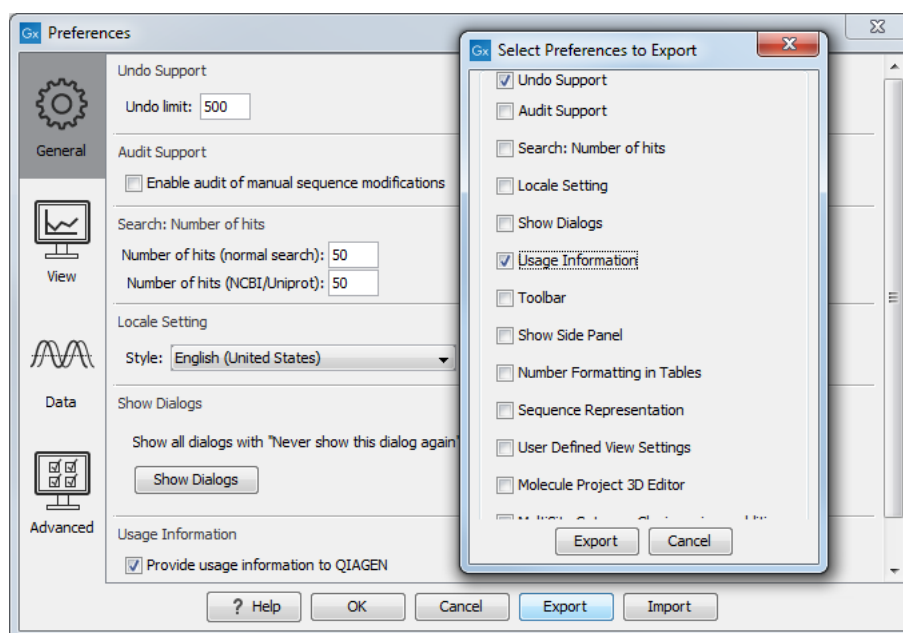 Gx Preferences
General
View
Data
Advanced
Undo Support
Undo limit: 500
Audit Support
Enable audit of manual sequence modifications
Search: Number of hits
Number of hits (normal search): 50
Number of hits (NCBI/Uniprot): 50
Locale Setting
Style: English (United States)
Show Dialogs
Show all dialogs with "Never show this dialog again"
Show Dialogs
Usage Information
Provide usage information to QIAGEN
? Help
OK
Cancel
Export
Import
Gx Select Preferences to Export
Undo Support
Audit Support
Search: Number of hits
Locale Setting
Show Dialogs
Usage Information
Toolbar
Show Side Panel
Number Formatting in Tables
Sequence Representation
User Defined View Settings
Molecule Project 3D Editor
Export
Cancel